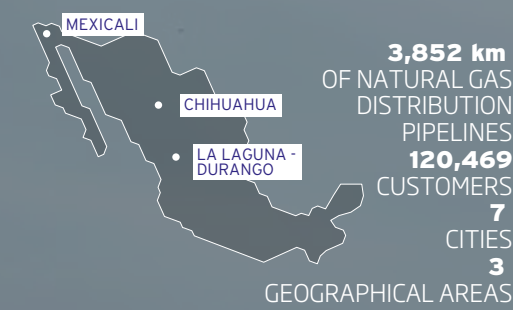 MEXICALI
CHIHUAHUA
LA LAGUNA -
DURANGO
3,852 km
OF NATURAL GAS
DISTRIBUTION
PIPELINES
120,469
CUSTOMERS
7
CITIES
3
GEOGRAPHICAL AREAS